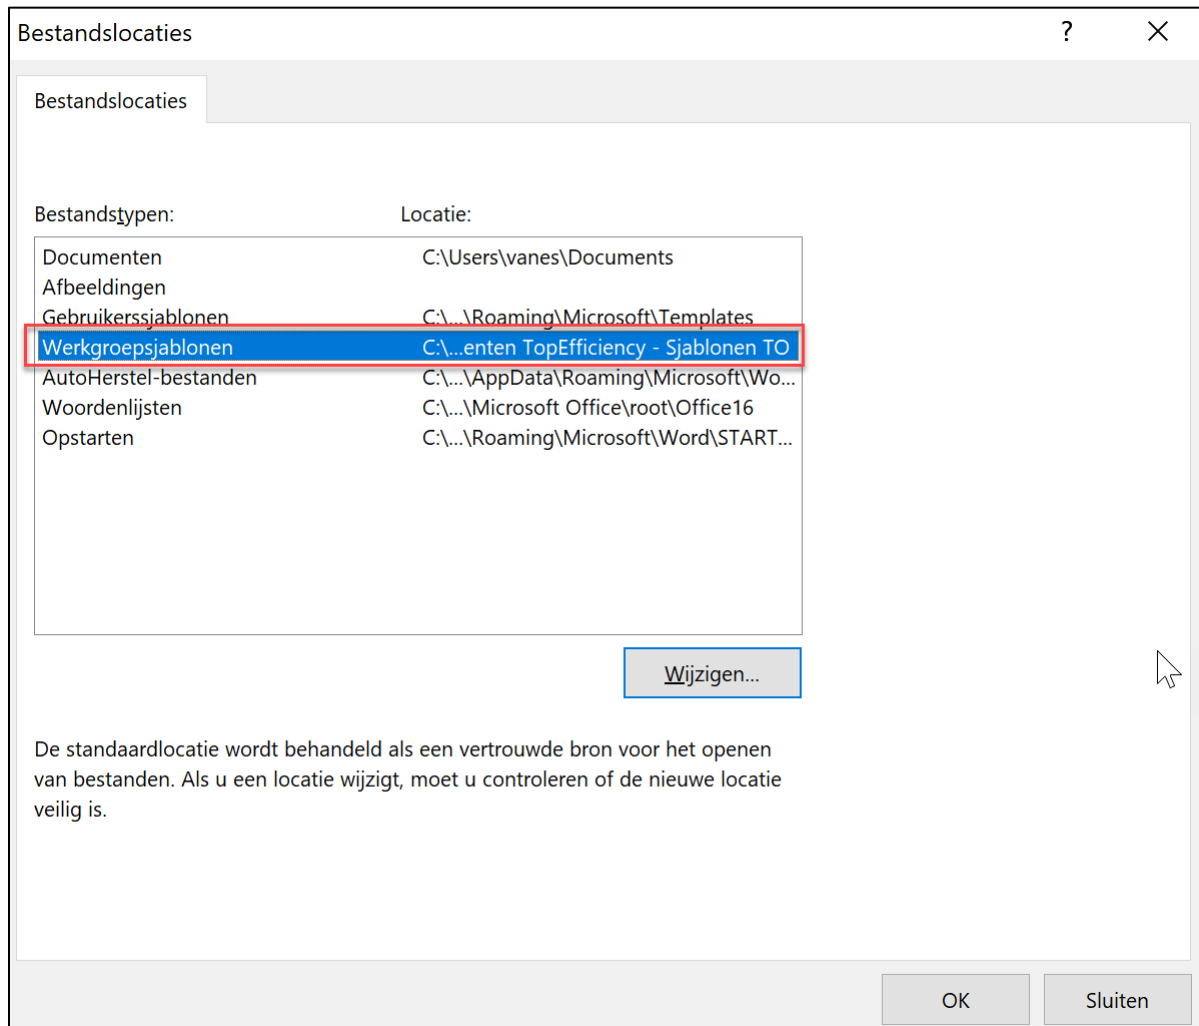 Bestandslocaties ?
Bestandslocaties
Bestandstypen: Locatie:
Documenten C:\Users\vanes\Documents
Afbeeldingen
Gebruikerssjablonen C:\...\Roaming\Microsoft\Templates
Werkgroepsjablonen C:\...enten TopEfficiency - Sjablonen TO
AutoHerstel-bestanden C:\...\AppData\Roaming\Microsoft\Wo...
Woordenlijsten C:\...\Microsoft Office\root\Office16
Opstarten C:\...\Roaming\Microsoft\Word\START...
Wijzigen...
De standaardlocatie wordt behandeld als een vertrouwde bron voor het openen
van bestanden. Als u een locatie wijzigt, moet u controleren of de nieuwe locatie
veilig is.
OK Sluiten